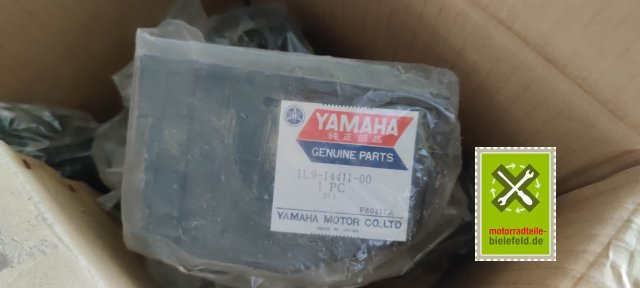 YAMAHA
純正部品
GENUINE PARTS
1L9-14411-00
1 PC
YAMAHA MOTOR CO.,LTD
MADE IN JAPAN
motorradteile-
bielefeld.de